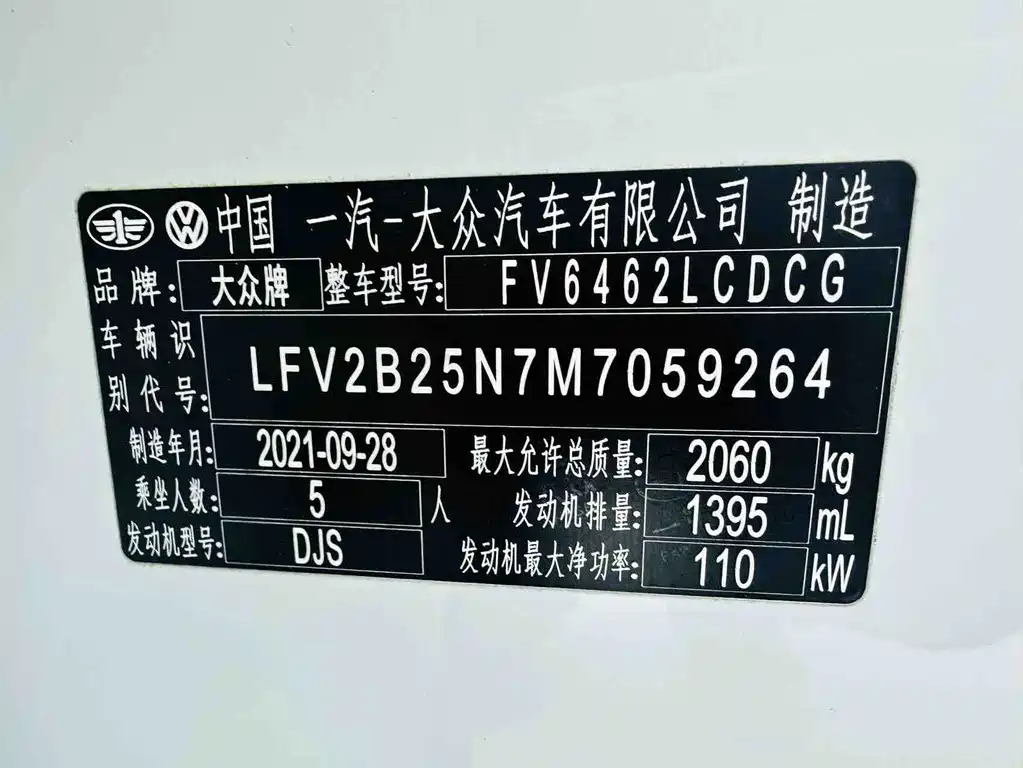 中国 一汽-大众汽车有限公司 制造
品牌: 大众牌 整车型号: FV6462LCDCG
车辆识
别代号: LFV2B25N7M7059264
制造年月: 2021-09-28 最大允许总质量: 2060 kg
乘坐人数: 5 人 发动机排量: 1395 mL
发动机型号: DJS 发动机最大净功率: 110 kW